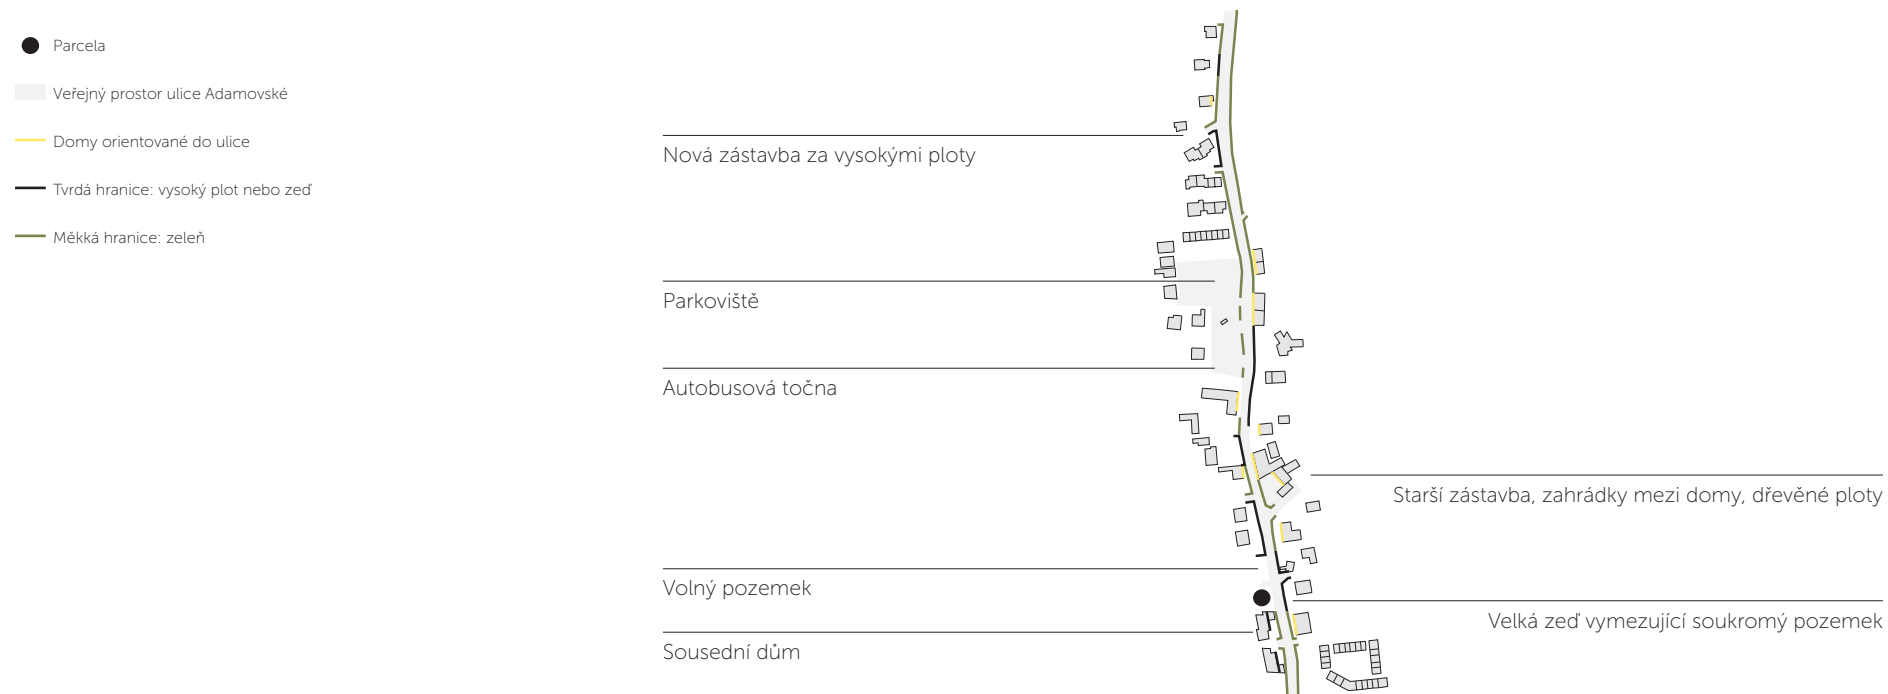 Parcela
Veřejný prostor ulice Adamovské
Domy orientované do ulice
Tvrdá hranice: vysoký plot nebo zeď
Měkká hranice: zeleň
Nová zástavba za vysokými ploty
Parkoviště
Autobusová točna
Starší zástavba, zahrádky mezi domy, dřevěné ploty
Volný pozemek
Velká zeď vymezující soukromý pozemek
Sousední dům